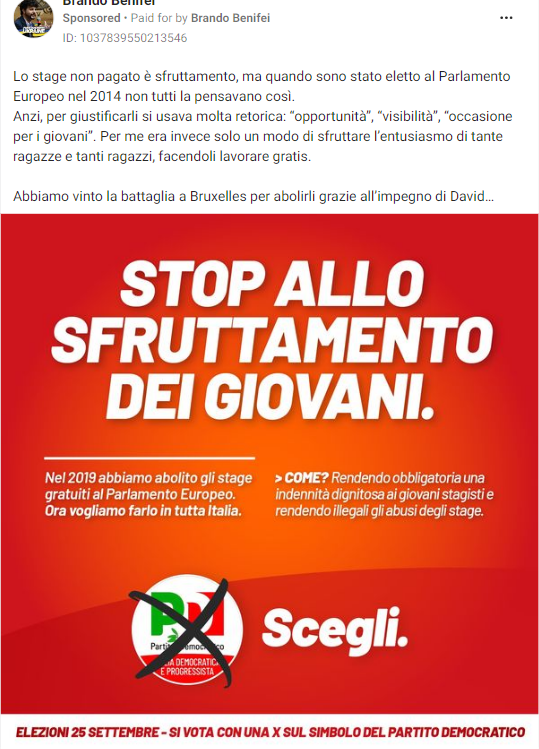 Brando Benifei
Sponsored • Paid for by Brando Benifei
ID: 1037839550213546
Lo stage non pagato è sfruttamento, ma quando sono stato eletto al Parlamento
Europeo nel 2014 non tutti la pensavano così.
Anzi, per giustificarli si usava molta retorica: “opportunità”, “visibilità”, “occasione
per i giovani”. Per me era invece solo un modo di sfruttare l’entusiasmo di tante
ragazze e tanti ragazzi, facendoli lavorare gratis.
Abbiamo vinto la battaglia a Bruxelles per abolirli grazie all’impegno di David…
STOP ALLO
SFRUTTAMENTO
DEI GIOVANI.
Nel 2019 abbiamo abolito gli stage
gratuiti al Parlamento Europeo.
Ora vogliamo farlo in tutta Italia.
> COME? Rendendo obbligatoria una
indennità dignitosa ai giovani stagisti e
rendendo illegali gli abusi degli stage.
PD
DEMOCRATICA
E PROGRESSISTA
Scegli.
ELEZIONI 25 SETTEMBRE - SI VOTA CON UNA X SUL SIMBOLO DEL PARTITO DEMOCRATICO